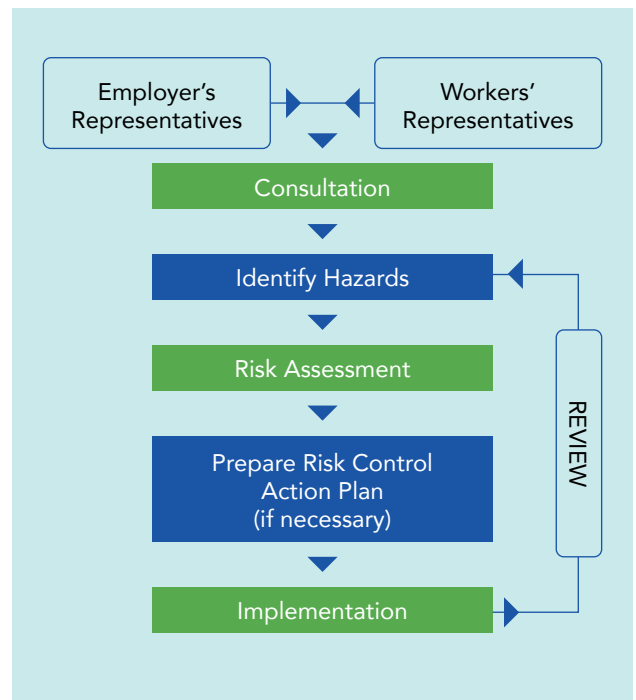 Employer's
Representatives
Workers'
Representatives
Consultation
Identify Hazards
Risk Assessment
Prepare Risk Control
Action Plan
(if necessary)
REVIEW
Implementation